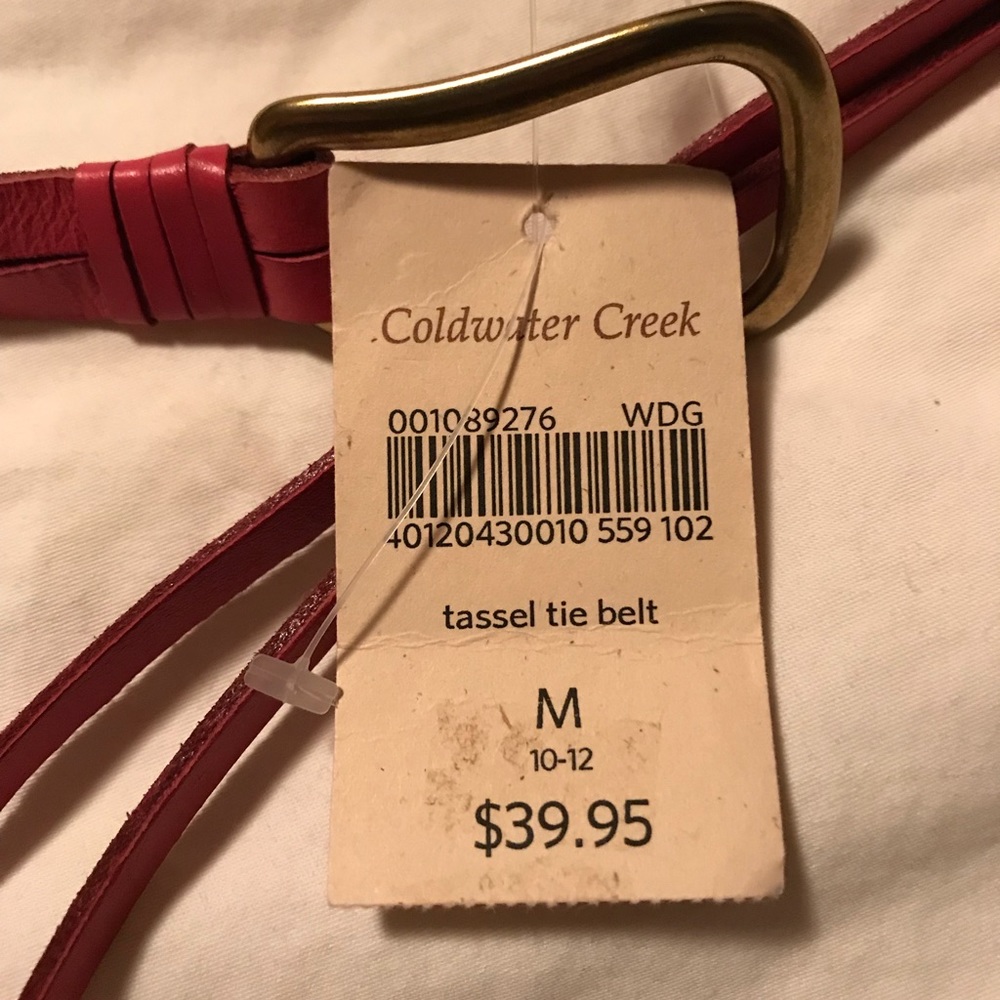 Coldwater Creek
001089276 WDG
40120430010 559 102
tassel tie belt
M
10-12
$39.95